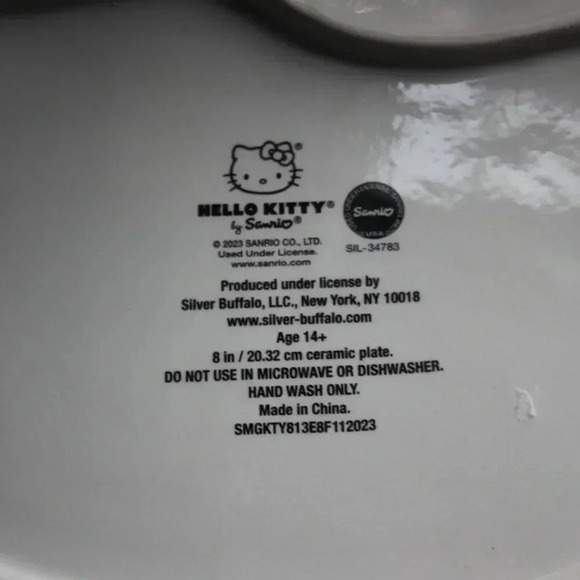 HELLO KITTY®
by Sanrio®
© 2023 SANRIO CO., LTD.
Used Under License.
www.sanrio.com
Sanrio
USA
SIL-34783
Produced under license by
Silver Buffalo, LLC., New York, NY 10018
www.silver-buffalo.com
Age 14+
8 in / 20.32 cm ceramic plate.
DO NOT USE IN MICROWAVE OR DISHWASHER.
HAND WASH ONLY.
Made in China.
SMGKTY813E8F112023